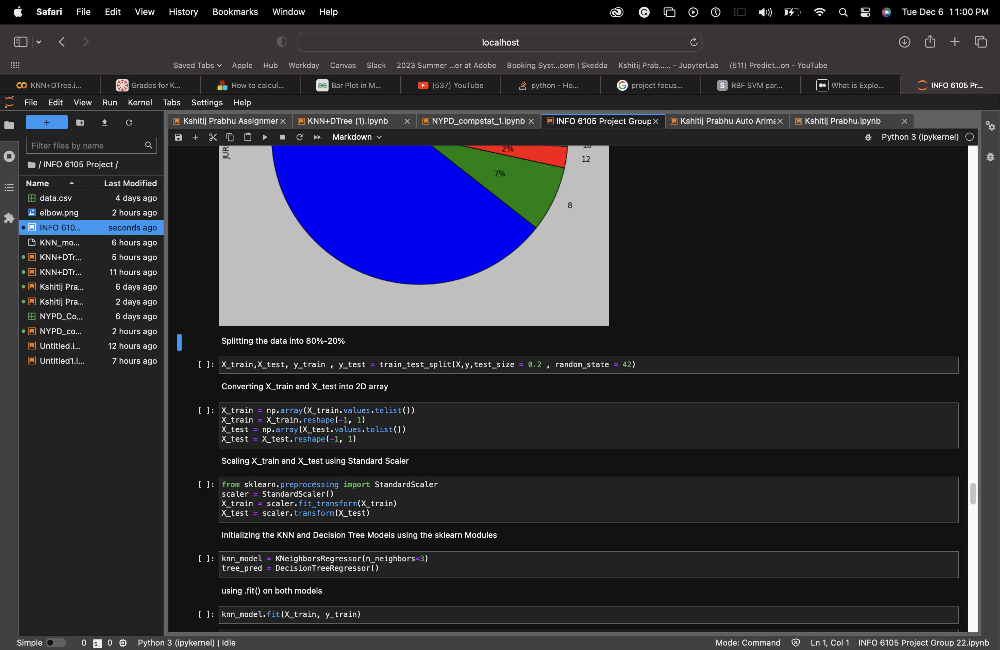 Safari File Edit View History Bookmarks Window Help Tue Dec 6 11:00 PM
localhost
Saved Tabs Apple Hub Workday Canvas Slack 2023 Summer ...er at Adobe Booking Syst...oom | Skedda Kshitij Prab...... - JupyterLab (511) Predict...on - YouTube
KNN+DTree.i... Grades for K... How to calcul... Bar Plot in M... (537) YouTube python - Ho... project focus... RBF SVM par... What is Explo... INFO 6105 Pr...
File Edit View Run Kernel Tabs Settings Help
Kshitij Prabhu Assignmer KNN+DTree (1).ipynb NYPD_compstat_1.ipynb INFO 6105 Project Group Kshitij Prabhu Auto Arima Kshitij Prabhu.ipynb
Markdown Python 3 (ipykernel)
Filter files by name
/ INFO 6105 Project /
Name Last Modified
data.csv 4 days ago
elbow.png 2 hours ago
INFO 610... seconds ago
KNN_mo... 6 hours ago
KNN+DTr... 5 hours ago
KNN+DTr... 11 hours ago
Kshitij Pra... 6 days ago
Kshitij Pra... 2 days ago
NYPD_Co... 6 days ago
NYPD_co... 2 hours ago
Untitled.i... 12 hours ago
Untitled1.i... 7 hours ago
JUR
2%
12
7%
8
Splitting the data into 80%-20%
[ ]: X_train,X_test, y_train , y_test = train_test_split(X,y,test_size = 0.2 , random_state = 42)
Converting X_train and X_test into 2D array
[ ]: X_train = np.array(X_train.values.tolist())
X_train = X_train.reshape(-1, 1)
X_test = np.array(X_test.values.tolist())
X_test = X_test.reshape(-1, 1)
Scaling X_train and X_test using Standard Scaler
[ ]: from sklearn.preprocessing import StandardScaler
scaler = StandardScaler()
X_train = scaler.fit_transform(X_train)
X_test = scaler.transform(X_test)
Initializing the KNN and Decision Tree Models using the sklearn Modules
[ ]: knn_model = KNeighborsRegressor(n_neighbors=3)
tree_pred = DecisionTreeRegressor()
using .fit() on both models
[ ]: knn_model.fit(X_train, y_train)
Simple 0 $_ 0 Python 3 (ipykernel) | Idle Mode: Command Ln 1, Col 1 INFO 6105 Project Group 22.ipynb